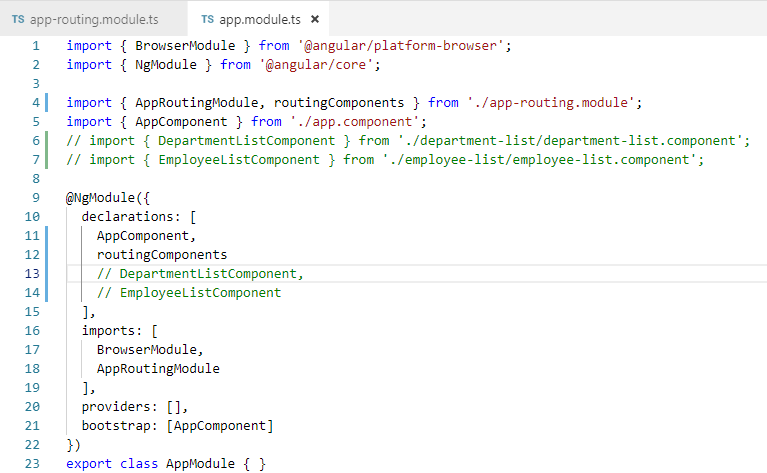 TS app-routing.module.ts TS app.module.ts ×
1 import { BrowserModule } from '@angular/platform-browser';
2 import { NgModule } from '@angular/core';
3
4 import { AppRoutingModule, routingComponents } from './app-routing.module';
5 import { AppComponent } from './app.component';
6 // import { DepartmentListComponent } from './department-list/department-list.component';
7 // import { EmployeeListComponent } from './employee-list/employee-list.component';
8
9 @NgModule({
10 declarations: [
11 AppComponent,
12 routingComponents
13 // DepartmentListComponent,
14 // EmployeeListComponent
15 ],
16 imports: [
17 BrowserModule,
18 AppRoutingModule
19 ],
20 providers: [],
21 bootstrap: [AppComponent]
22 })
23 export class AppModule { }